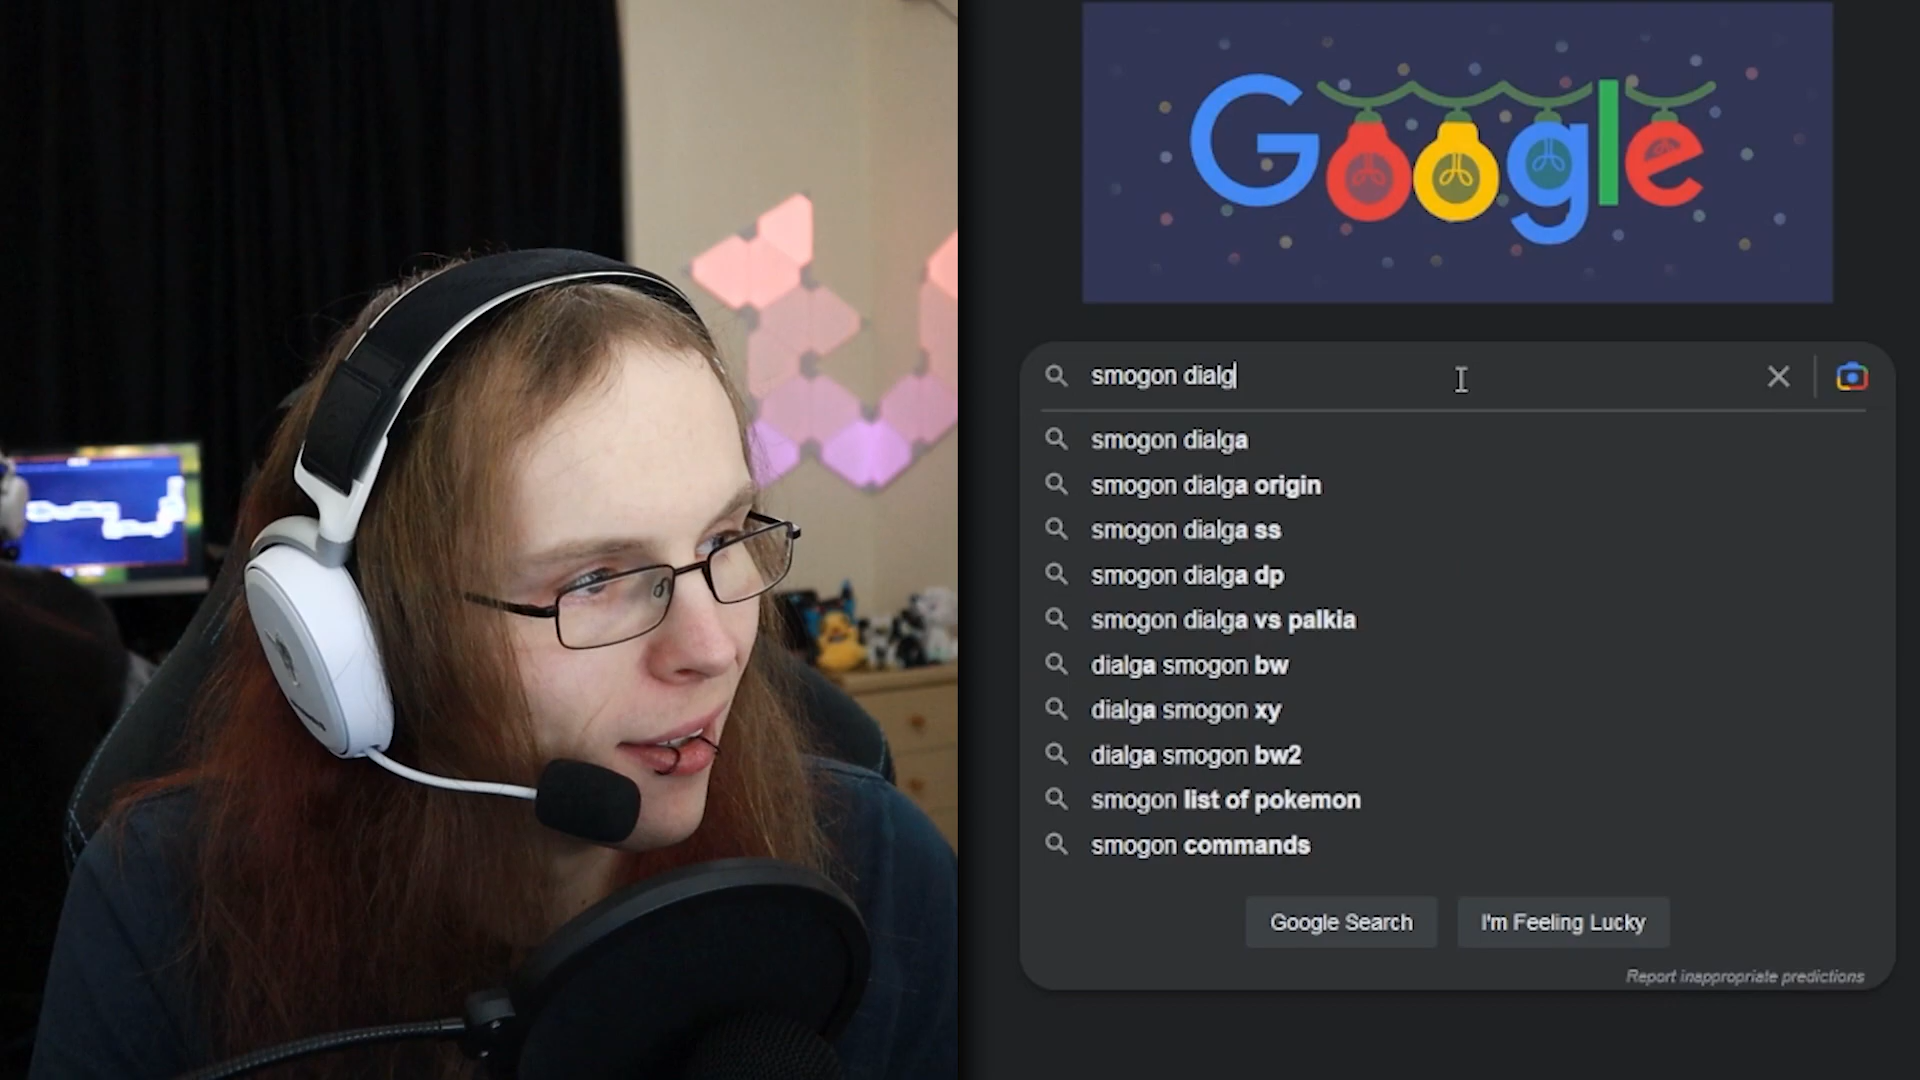 Google
smogon dialg
smogon dialga
smogon dialga origin
smogon dialga ss
smogon dialga dp
smogon dialga vs palkia
dialga smogon bw
dialga smogon xy
dialga smogon bw2
smogon list of pokemon
smogon commands
Google Search
I'm Feeling Lucky
Report inappropriate predictions